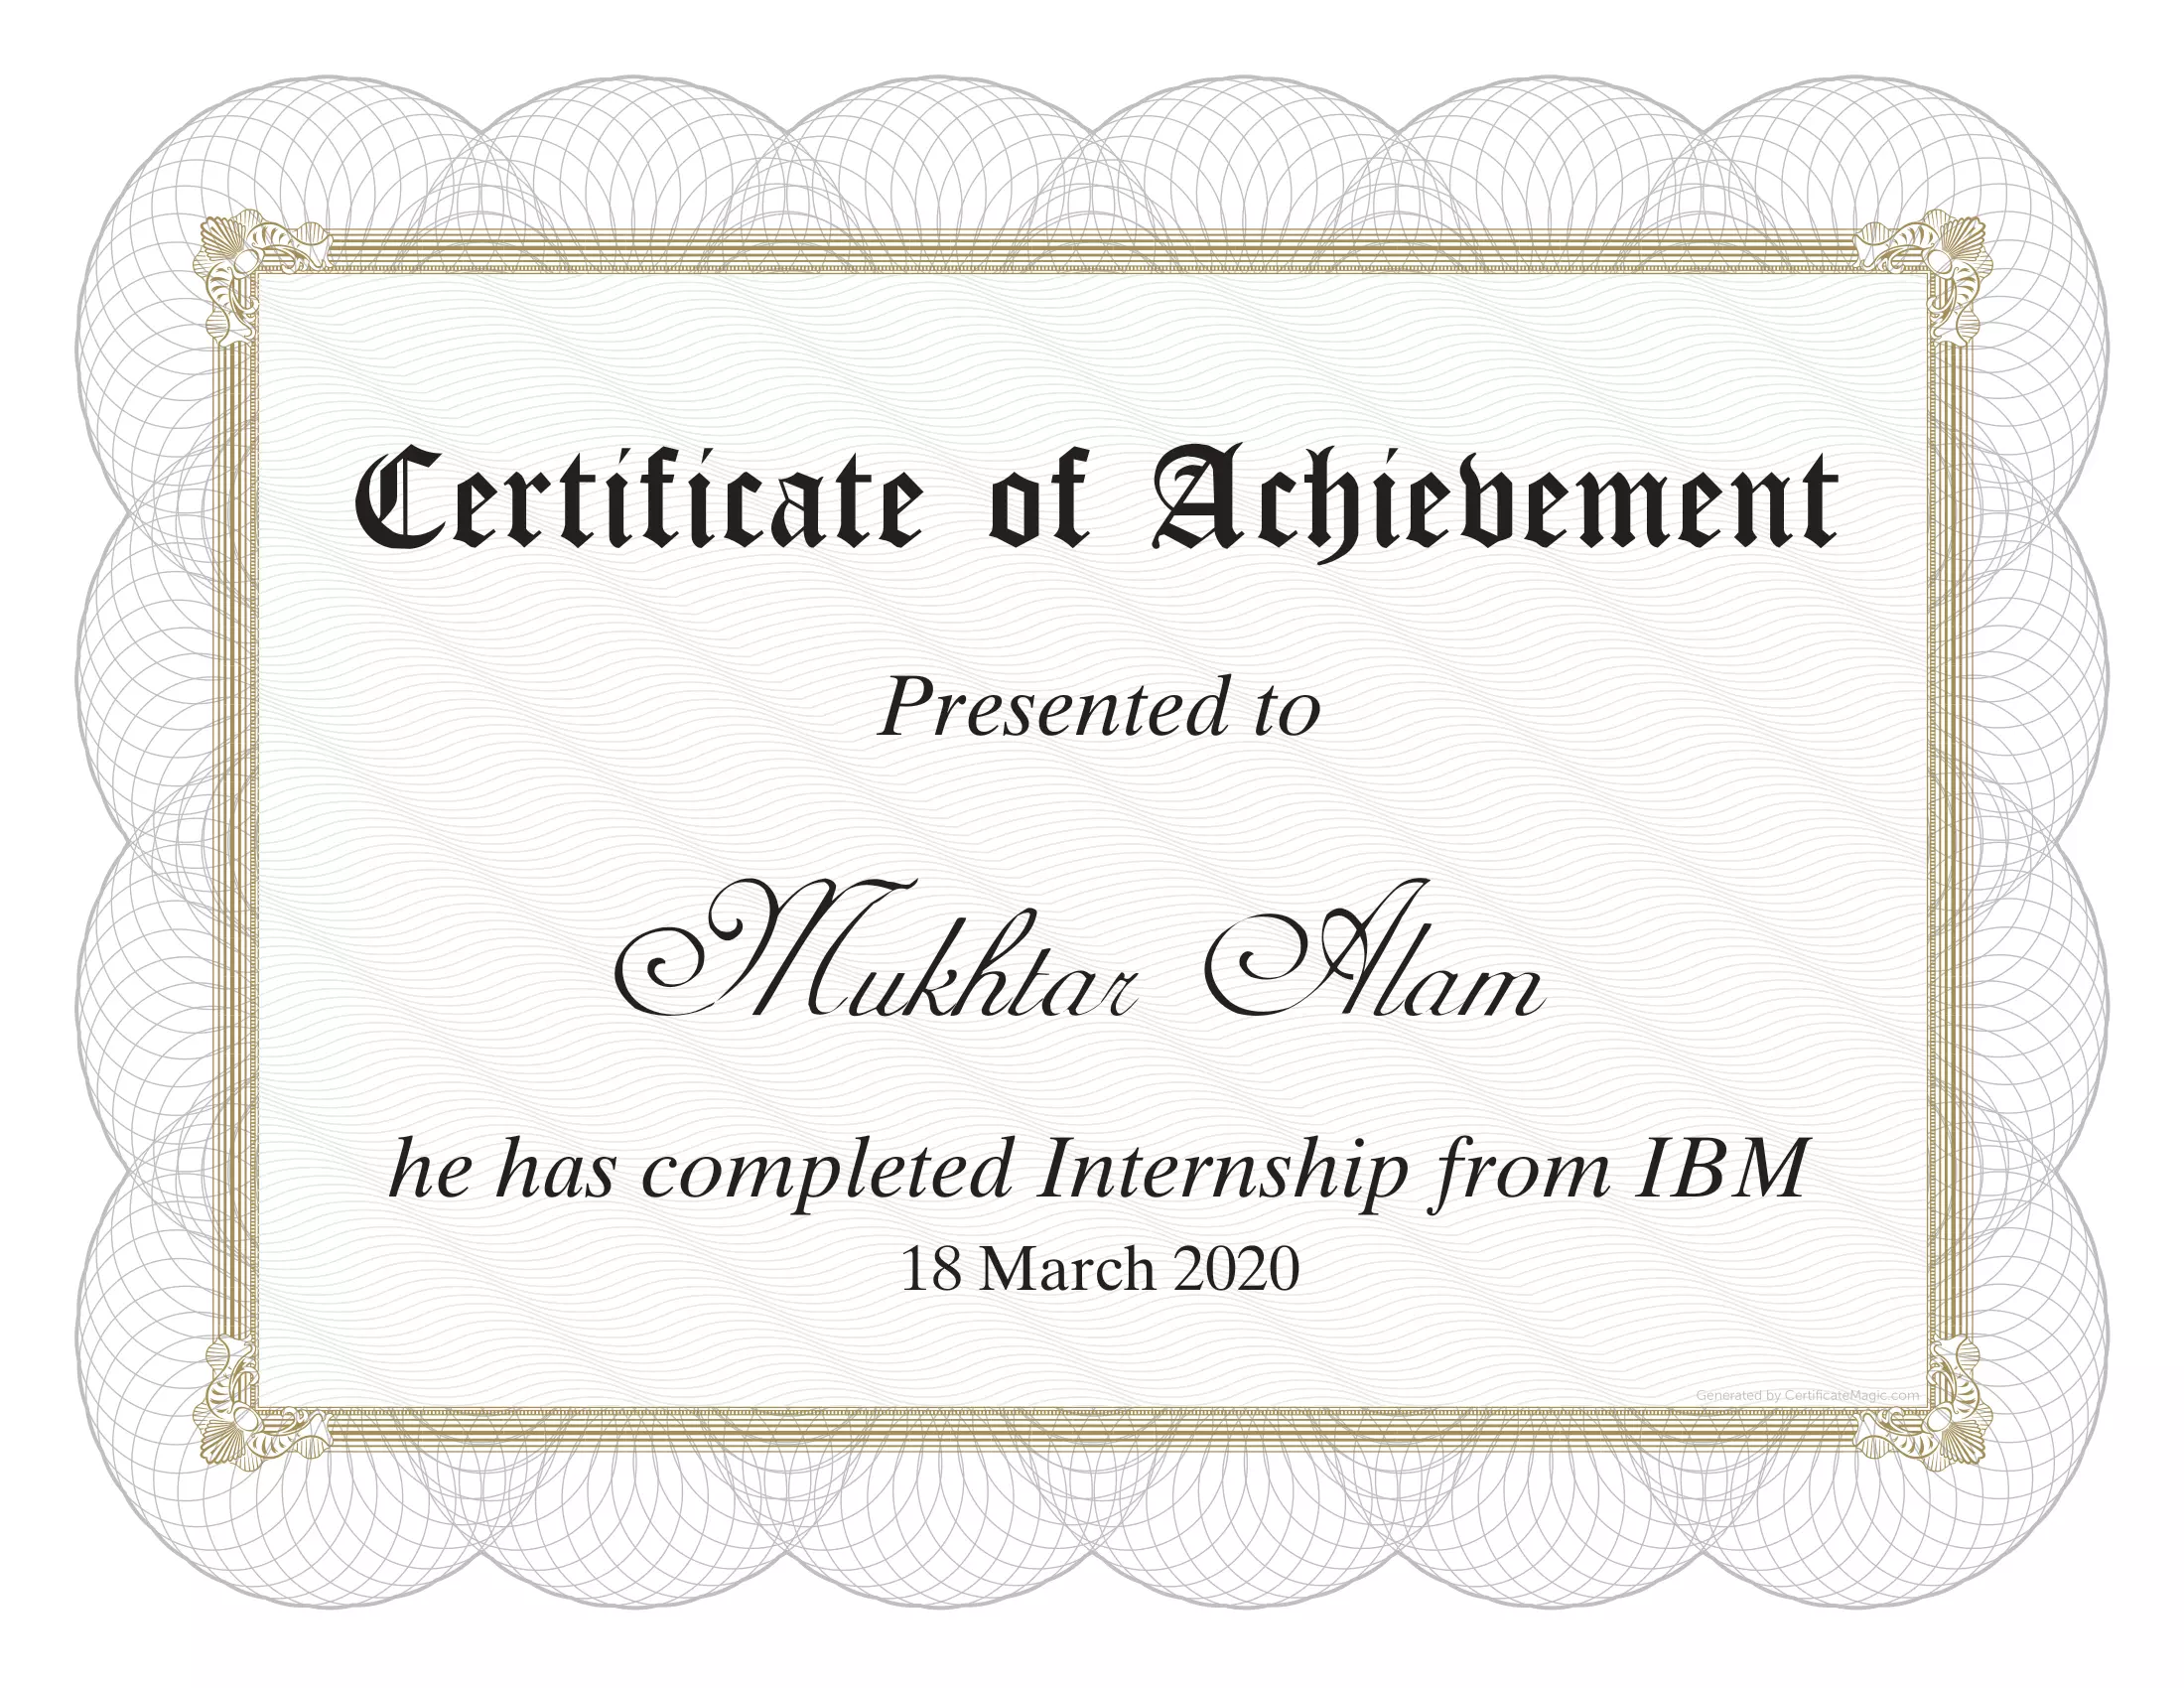 Certificate of Achievement
Presented to
Mukhtar Alam
he has completed Internship from IBM
18 March 2020
Generated by CertificateMagic.com